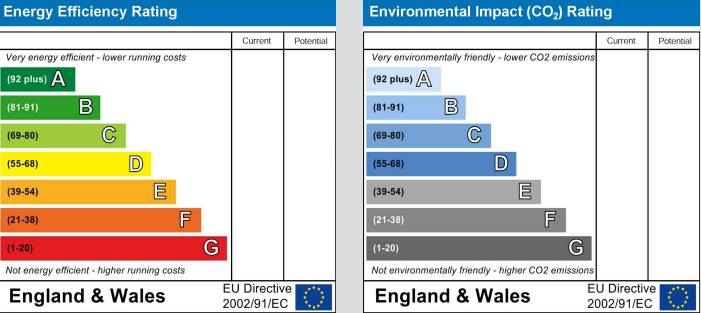 Energy Efficiency Rating
Current Potential
Very energy efficient - lower running costs
(92 plus) A
(81-91) B
(69-80) C
(55-68) D
(39-54) E
(21-38) F
(1-20) G
Not energy efficient - higher running costs
England & Wales
EU Directive
2002/91/EC
Environmental Impact (CO₂) Rating
Current Potential
Very environmentally friendly - lower CO2 emissions
(92 plus) A
(81-91) B
(69-80) C
(55-68) D
(39-54) E
(21-38) F
(1-20) G
Not environmentally friendly - higher CO2 emissions
England & Wales
EU Directive
2002/91/EC